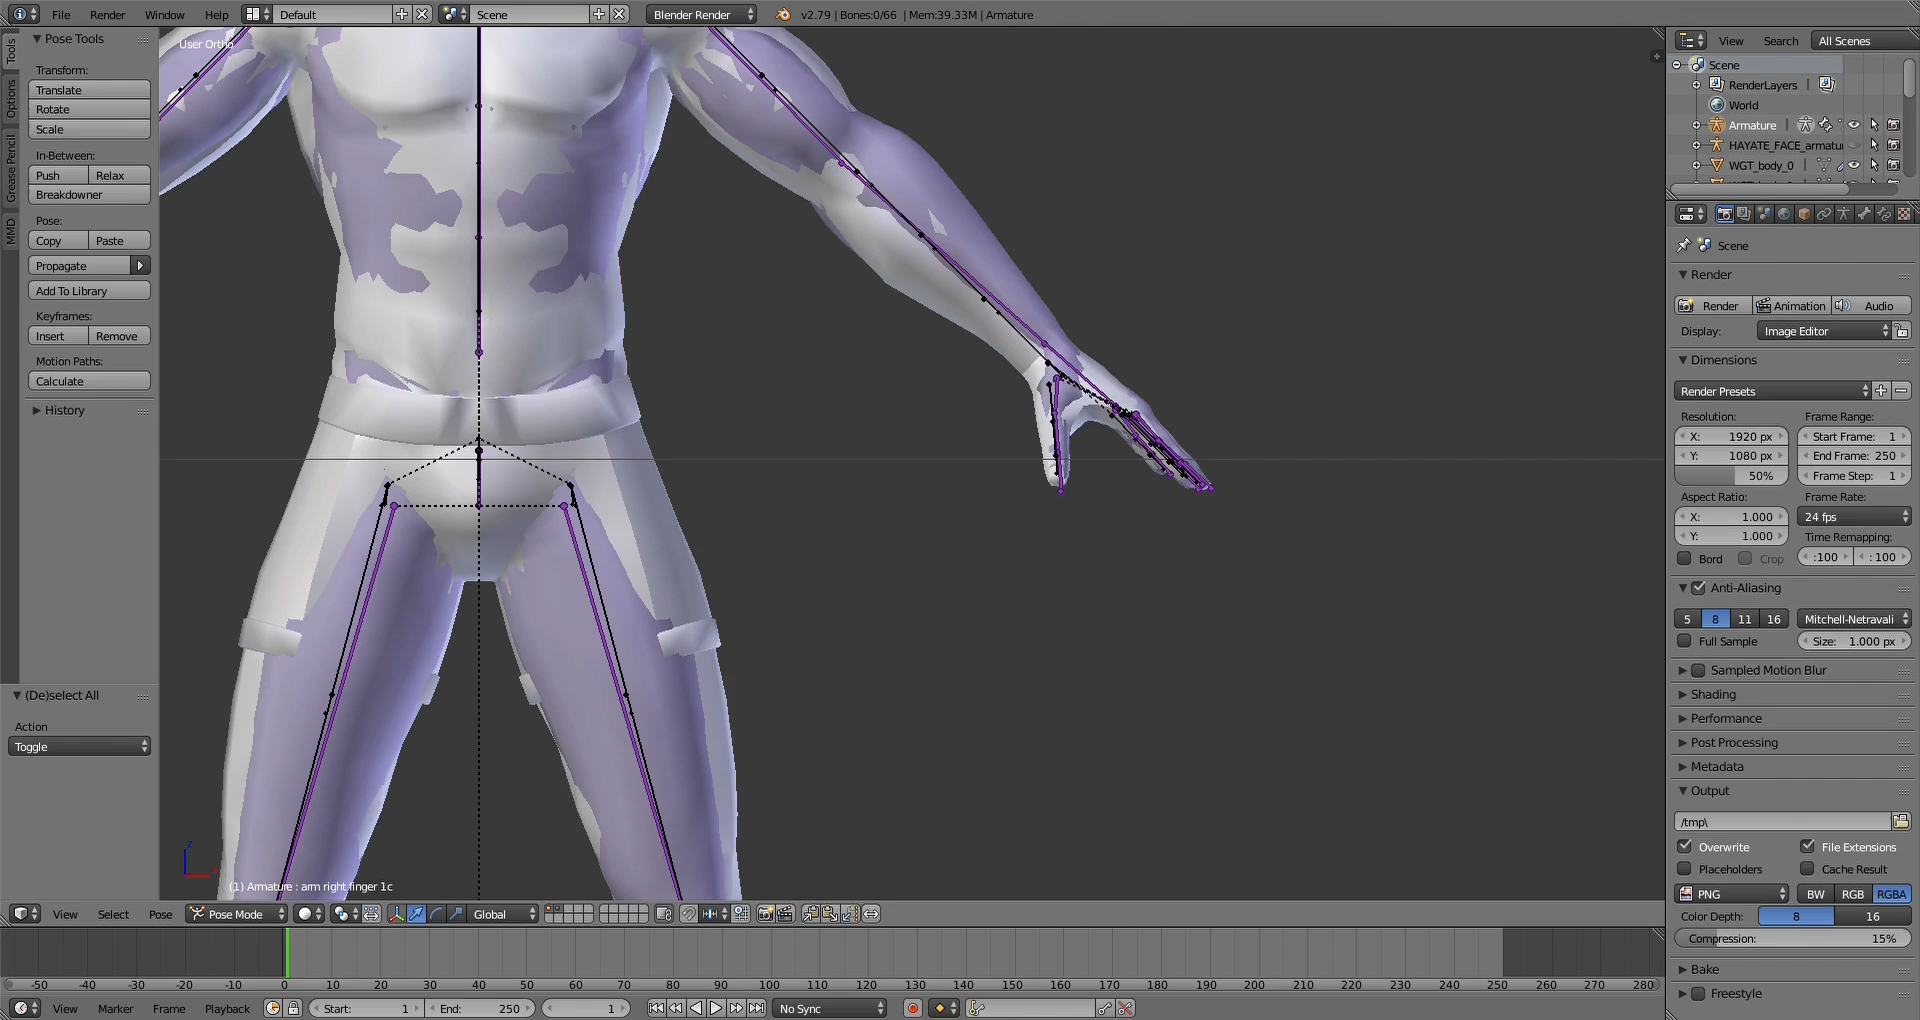 File Render Window Help Default Scene Blender Render v2.79 | Bones:0/66 | Mem:39.33M | Armature
Tools
Options
Grease Pencil
MMD
Pose Tools
Transform:
Translate
Rotate
Scale
In-Between:
Push Relax
Breakdowner
Pose:
Copy Paste
Propagate
Add To Library
Keyframes:
Insert Remove
Motion Paths:
Calculate
History
(De)select All
Action
Toggle
User Ortho
z
(1) Armature : arm right finger 1c
View Select Pose Pose Mode Global
-50 -40 -30 -20 -10 0 10 20 30 40 50 60 70 80 90 100 110 120 130 140 150 160 170 180 190 200 210 220 230 240 250 260 270 280
View Marker Frame Playback Start: 1 End: 250 1 No Sync
View Search All Scenes
Scene
RenderLayers |
World
Armature |
HAYATE_FACE_armatur
WGT_body_0 |
Scene
Render
Render Animation Audio
Display: Image Editor
Dimensions
Render Presets
Resolution: Frame Range:
X: 1920 px Start Frame: 1
Y: 1080 px End Frame: 250
50% Frame Step: 1
Aspect Ratio: Frame Rate:
X: 1.000 24 fps
Y: 1.000 Time Remapping:
Bord Crop :100 : 100
Anti-Aliasing
5 8 11 16 Mitchell-Netravali
Full Sample Size: 1.000 px
Sampled Motion Blur
Shading
Performance
Post Processing
Metadata
Output
/tmp\
Overwrite File Extensions
Placeholders Cache Result
PNG BW RGB RGBA
Color Depth: 8 16
Compression: 15%
Bake
Freestyle